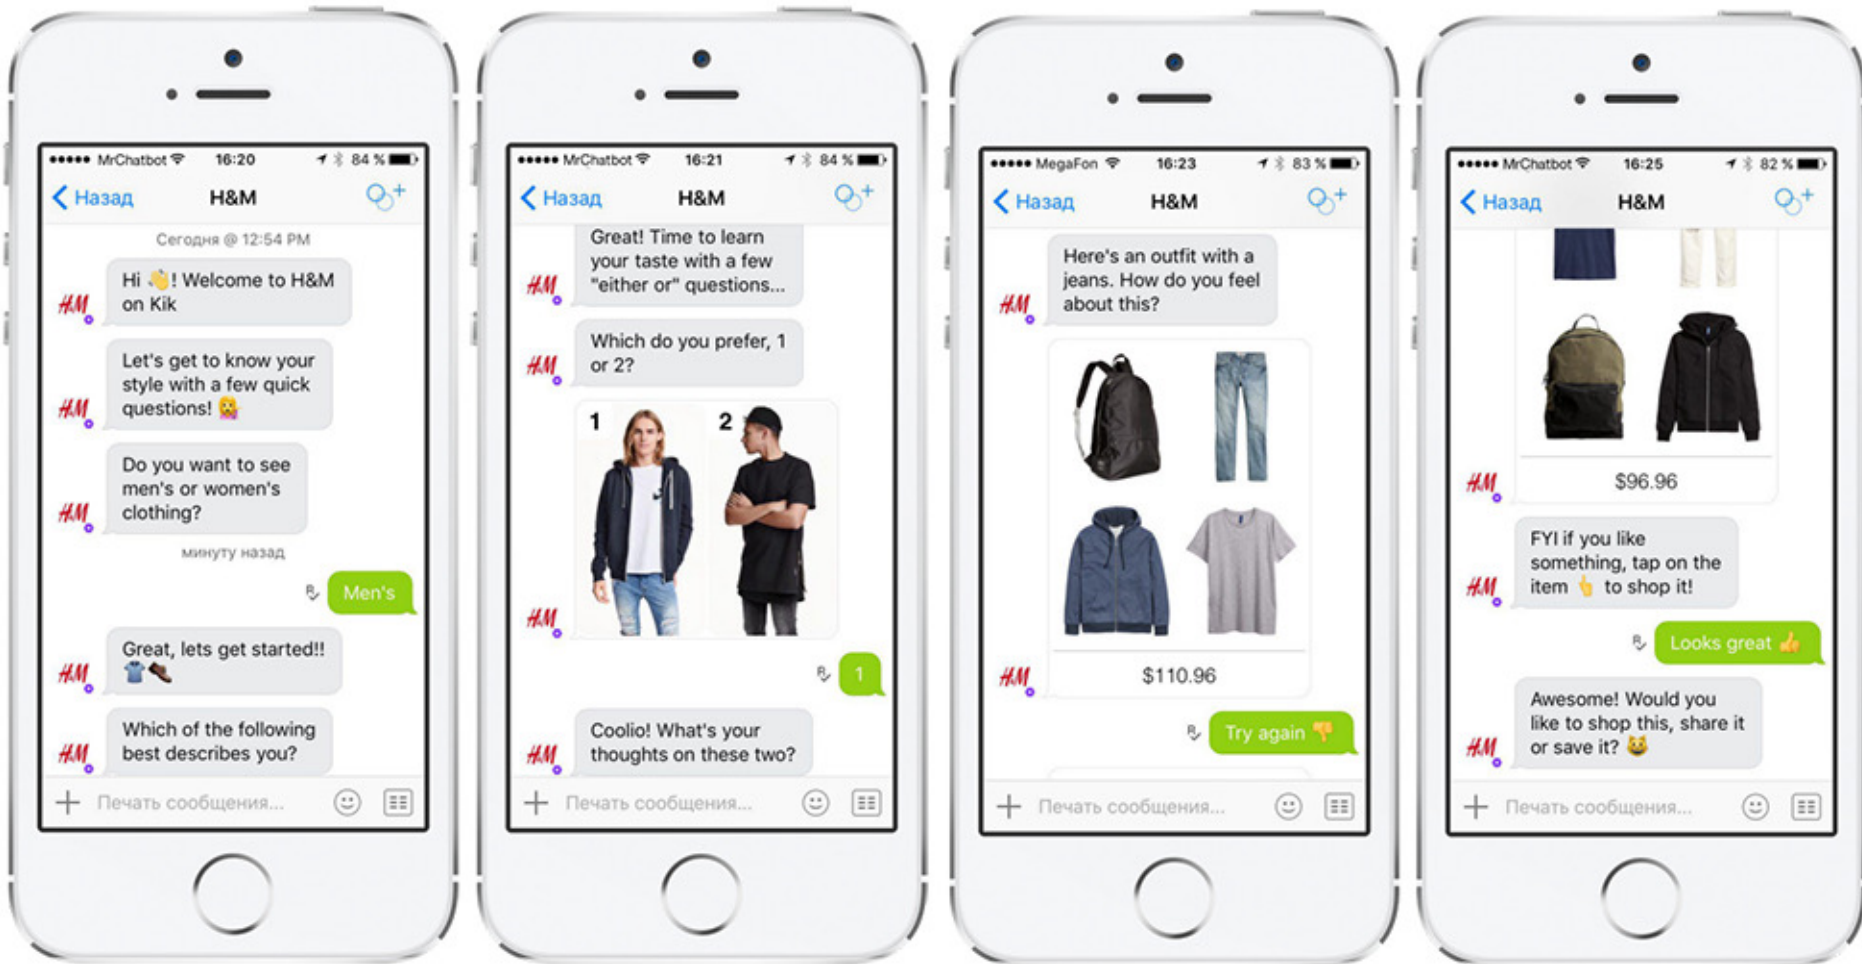 MrChatbot 16:20 84 %
Назад H&M
Сегодня @ 12:54 PM
Hi 👋! Welcome to H&M
on Kik
H&M
Let's get to know your
style with a few quick
questions! 💁
H&M
Do you want to see
men's or women's
clothing?
H&M
минуту назад
R Men's
Great, lets get started!!
👕👞
H&M
Which of the following
best describes you?
H&M
Печать сообщения...
MrChatbot 16:21 84 %
Назад H&M
Great! Time to learn
your taste with a few
"either or" questions...
H&M
Which do you prefer, 1
or 2?
H&M
1 2
H&M
R 1
Coolio! What's your
thoughts on these two?
H&M
Печать сообщения...
MegaFon 16:23 83 %
Назад H&M
Here's an outfit with a
jeans. How do you feel
about this?
H&M
$110.96
H&M
R Try again 👎
Печать сообщения...
MrChatbot 16:25 82 %
Назад H&M
$96.96
H&M
FYI if you like
something, tap on the
item 👆 to shop it!
H&M
R Looks great 👍
Awesome! Would you
like to shop this, share it
or save it? 😸
H&M
Печать сообщения...